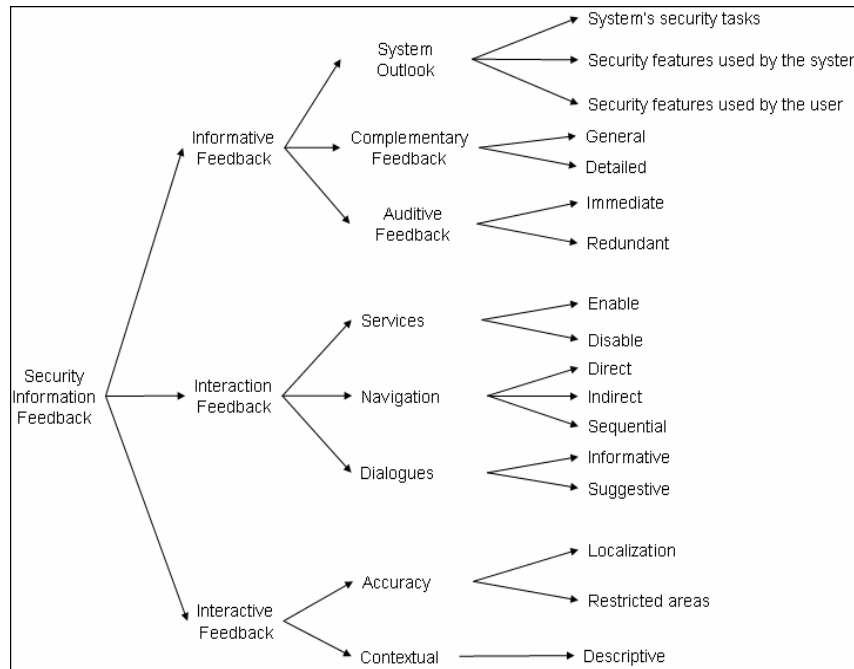 System's security tasks
System
Outlook
Security features used by the system
Security features used by the user
Informative
Feedback
Complementary
Feedback
General
Detailed
Auditive
Feedback
Immediate
Redundant
Services
Enable
Disable
Security
Information
Feedback
Interaction
Feedback
Navigation
Direct
Indirect
Sequential
Dialogues
Informative
Suggestive
Interactive
Feedback
Accuracy
Localization
Restricted areas
Contextual
Descriptive